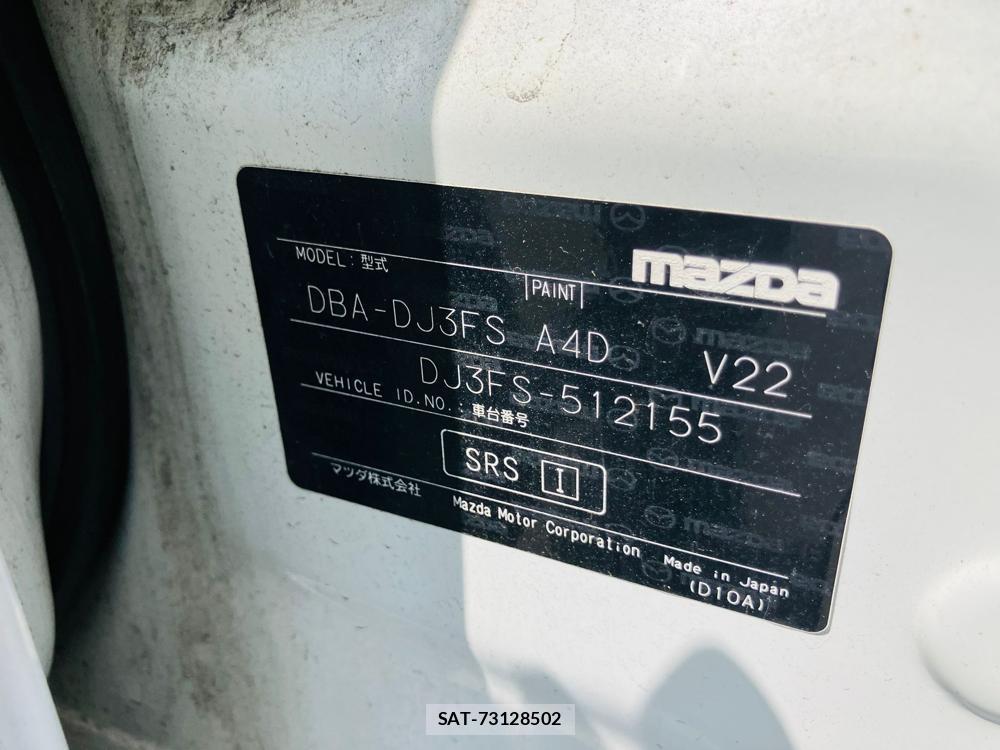 mazda
MODEL: 型式
PAINT
DBA-DJ3FS A4D V22
DJ3FS-512155
VEHICLE ID.NO.: 車台番号
SRS I
マツダ株式会社
Mazda Motor Corporation
Made in Japan
(D10A)
SAT-73128502